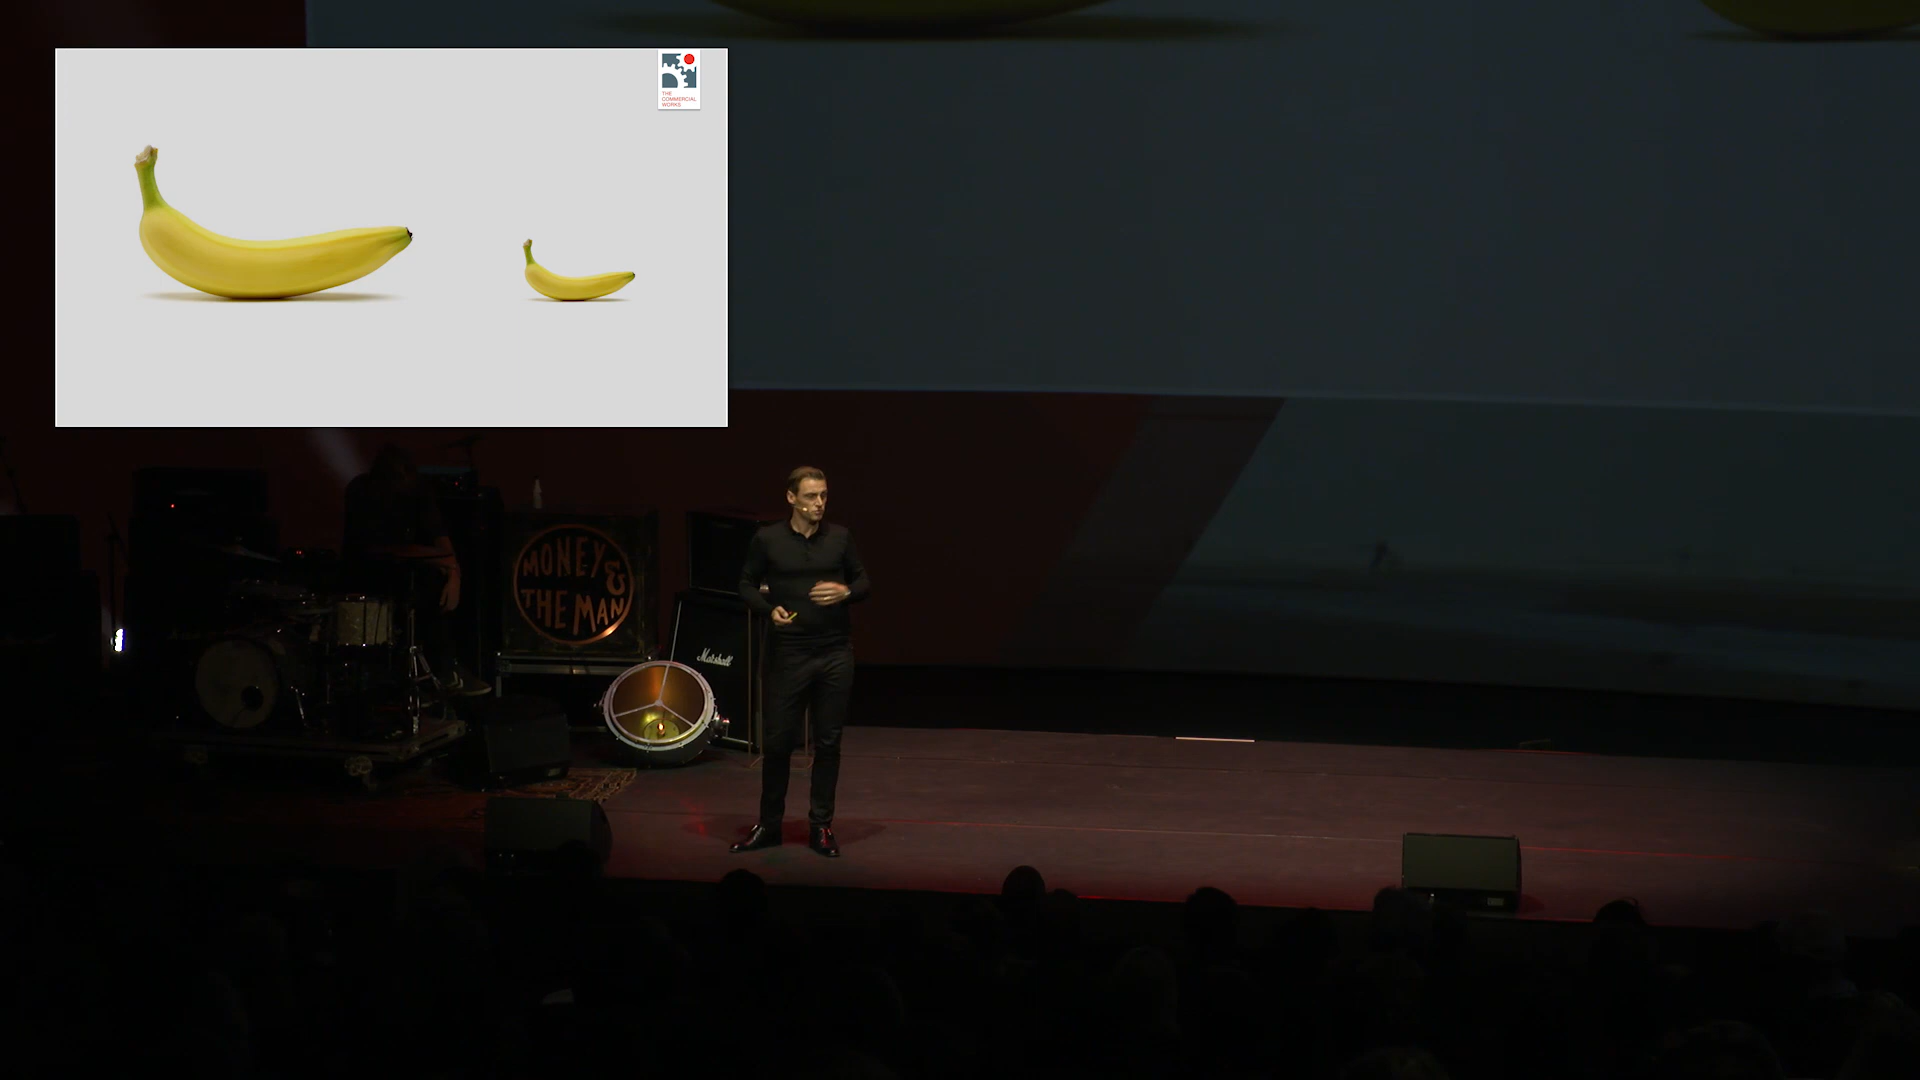 THE
COMMERCIAL
WORKS
MONEY &
THE MAN
Marshall